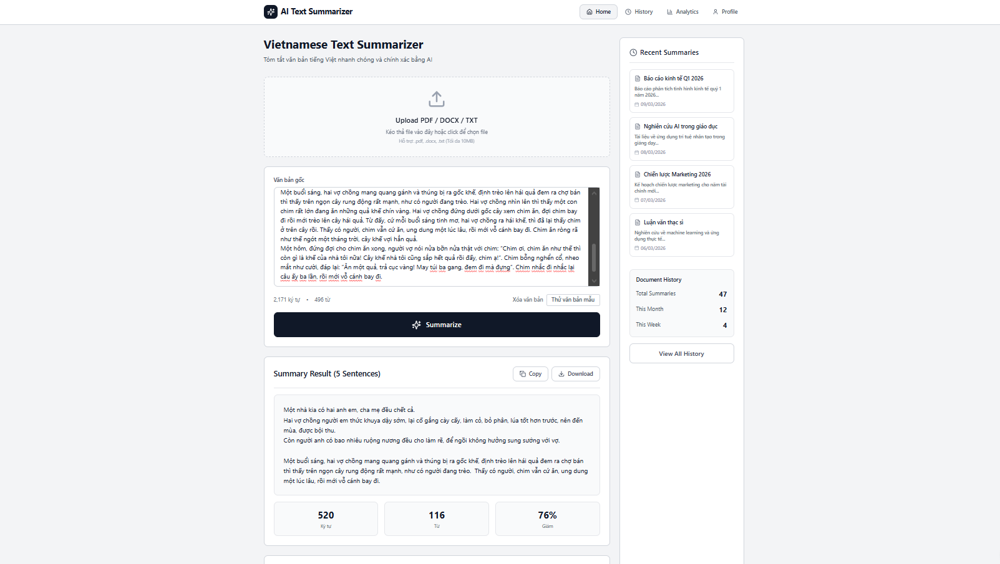 AI Text Summarizer
Home
History
Analytics
Profile
Vietnamese Text Summarizer
Tóm tắt văn bản tiếng Việt nhanh chóng và chính xác bằng AI
Upload PDF / DOCX / TXT
Kéo thả file vào đây hoặc click để chọn file
Hỗ trợ: .pdf, .docx, .txt (Tối đa 10MB)
Văn bản gốc
Một buổi sáng, hai vợ chồng mang quang gánh và thúng bị ra gốc khế, định trèo lên hái quả đem ra chợ bán
thì thấy trên ngọn cây rung động rất mạnh, như có người đang trèo. Hai vợ chồng nhìn lên thì thấy một con
chim rất lớn đang ăn những quả khế chín vàng. Hai vợ chồng đứng dưới gốc cây xem chim ăn, đợi chim bay
đi rồi mới trèo lên cây hái quả. Từ đấy, cứ mỗi buổi sáng tinh mơ, hai vợ chồng ra hái khế, thì đã lại thấy chim
ở trên cây rồi. Thấy có người, chim vẫn cứ ăn, ung dung một lúc lâu, rồi mới vỗ cánh bay đi. Chim ăn ròng rã
như thế ngót một tháng trời, cây khế vợi hẳn quả.
Một hôm, đứng đợi cho chim ăn xong, người vợ nói nửa bỡn nửa thật với chim: “Chim ơi, chim ăn như thế thì
còn gì là khế của nhà tôi nữa! Cây khế nhà tôi cũng sắp hết quả rồi đấy, chim ạ!”. Chim bỗng nghển cổ, nheo
mắt như cười, đáp lại: “Ăn một quả, trả cục vàng! May túi ba gang, đem đi mà đựng”. Chim nhắc đi nhắc lại
câu ấy ba lần, rồi mới vỗ cánh bay đi.
2,171 ký tự • 496 từ
Xóa văn bản
Thử văn bản mẫu
Summarize
Summary Result (5 Sentences)
Copy
Download
Một nhà kia có hai anh em, cha mẹ đều chết cả.
Hai vợ chồng người em thức khuya dậy sớm, lại cố gắng cày cấy, làm cỏ, bỏ phân, lúa tốt hơn trước, nên đến
mùa, được bội thu.
Còn người anh có bao nhiêu ruộng nương đều cho làm rẽ, để ngồi không hưởng sung sướng với vợ.
Một buổi sáng, hai vợ chồng mang quang gánh và thúng bị ra gốc khế, định trèo lên hái quả đem ra chợ bán
thì thấy trên ngọn cây rung động rất mạnh, như có người đang trèo. Thấy có người, chim vẫn cứ ăn, ung dung
một lúc lâu, rồi mới vỗ cánh bay đi.
520
Ký tự
116
Từ
76%
Giảm
Recent Summaries
Báo cáo kinh tế Q1 2026
Báo cáo phân tích tình hình kinh tế quý 1
năm 2026...
09/03/2026
Nghiên cứu AI trong giáo dục
Tài liệu về ứng dụng trí tuệ nhân tạo trong
giảng dạy...
08/03/2026
Chiến lược Marketing 2026
Kế hoạch chiến lược marketing cho năm tài
chính mới...
07/03/2026
Luận văn thạc sĩ
Nghiên cứu về machine learning và ứng
dụng thực tế...
06/03/2026
Document History
Total Summaries 47
This Month 12
This Week 4
View All History